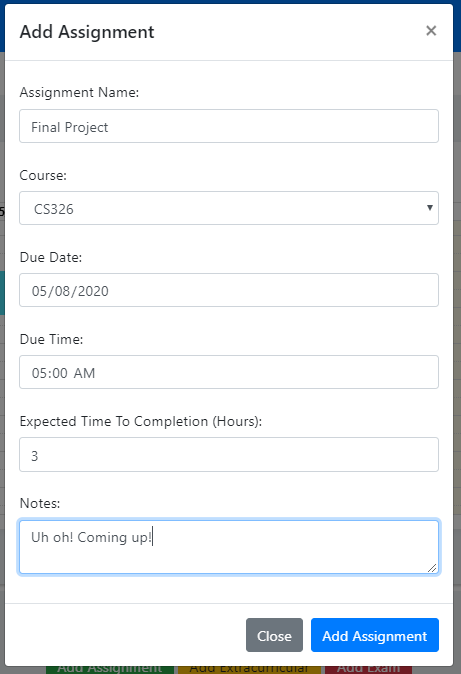 Add Assignment ×
Assignment Name:
Final Project
Course:
CS326
Due Date:
05/08/2020
Due Time:
05:00 AM
Expected Time To Completion (Hours):
3
Notes:
Uh oh! Coming up!
Close Add Assignment
Add Assignment Add Extracurricular Add Exam